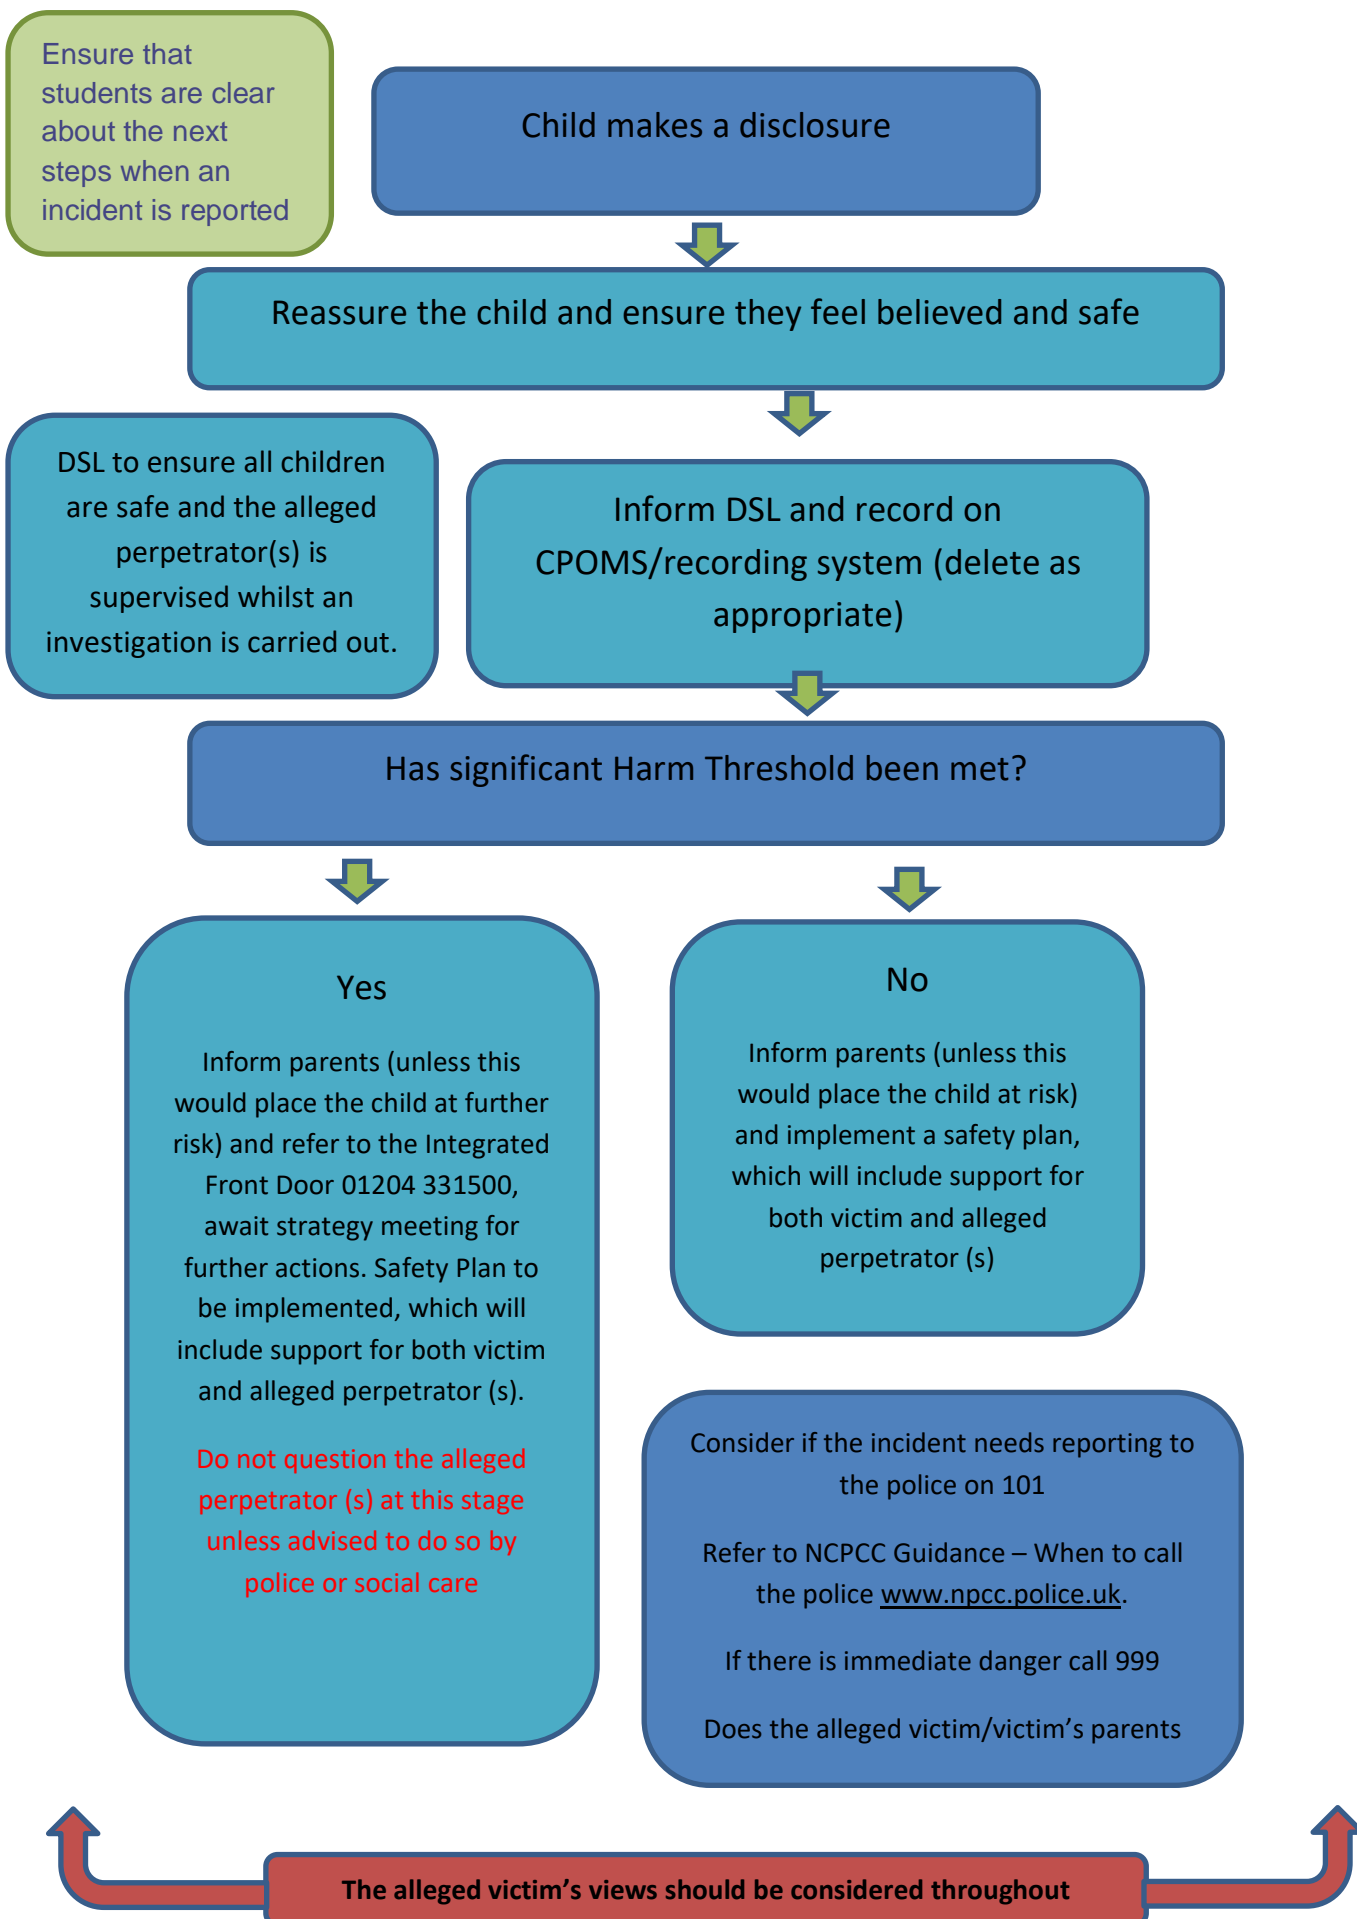 Ensure that
students are clear
about the next
steps when an
incident is reported
Child makes a disclosure
Reassure the child and ensure they feel believed and safe
DSL to ensure all children
are safe and the alleged
perpetrator(s) is
supervised whilst an
investigation is carried out.
Inform DSL and record on
CPOMS/recording system (delete as
appropriate)
Has significant Harm Threshold been met?
Yes
Inform parents (unless this
would place the child at further
risk) and refer to the Integrated
Front Door 01204 331500,
await strategy meeting for
further actions. Safety Plan to
be implemented, which will
include support for both victim
and alleged perpetrator (s).
Do not question the alleged
perpetrator (s) at this stage
unless advised to do so by
police or social care
No
Inform parents (unless this
would place the child at risk)
and implement a safety plan,
which will include support for
both victim and alleged
perpetrator (s)
Consider if the incident needs reporting to
the police on 101
Refer to NCPCC Guidance – When to call
the police www.npcc.police.uk.
If there is immediate danger call 999
Does the alleged victim/victim’s parents
The alleged victim’s views should be considered throughout